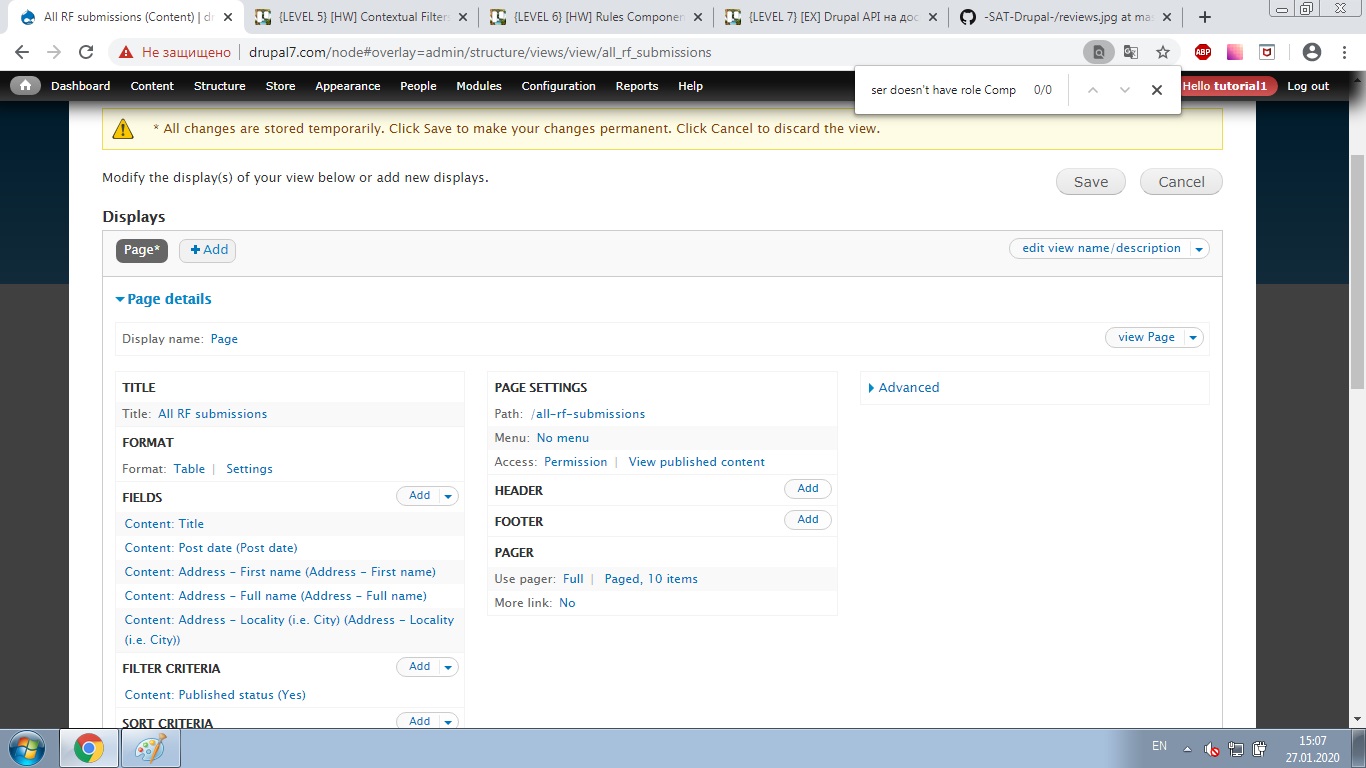 All RF submissions (Content) | dr
{LEVEL 5} [HW] Contextual Filters
{LEVEL 6} [HW] Rules Componen
{LEVEL 7} [EX] Drupal API на дос
-SAT-Drupal-/reviews.jpg at mas
Не защищено
drupal7.com/node#overlay=admin/structure/views/view/all_rf_submissions
ABP
ser doesn't have role Comp 0/0
Dashboard Content Structure Store Appearance People Modules Configuration Reports Help
Hello tutorial1 Log out
* All changes are stored temporarily. Click Save to make your changes permanent. Click Cancel to discard the view.
Modify the display(s) of your view below or add new displays.
Save Cancel
Displays
Page* Add
edit view name/description
Page details
Display name: Page
view Page
TITLE
Title: All RF submissions
FORMAT
Format: Table | Settings
FIELDS Add
Content: Title
Content: Post date (Post date)
Content: Address - First name (Address - First name)
Content: Address - Full name (Address - Full name)
Content: Address - Locality (i.e. City) (Address - Locality
(i.e. City))
FILTER CRITERIA Add
Content: Published status (Yes)
SORT CRITERIA Add
PAGE SETTINGS
Path: /all-rf-submissions
Menu: No menu
Access: Permission | View published content
HEADER Add
FOOTER Add
PAGER
Use pager: Full | Paged, 10 items
More link: No
Advanced
EN
15:07
27.01.2020